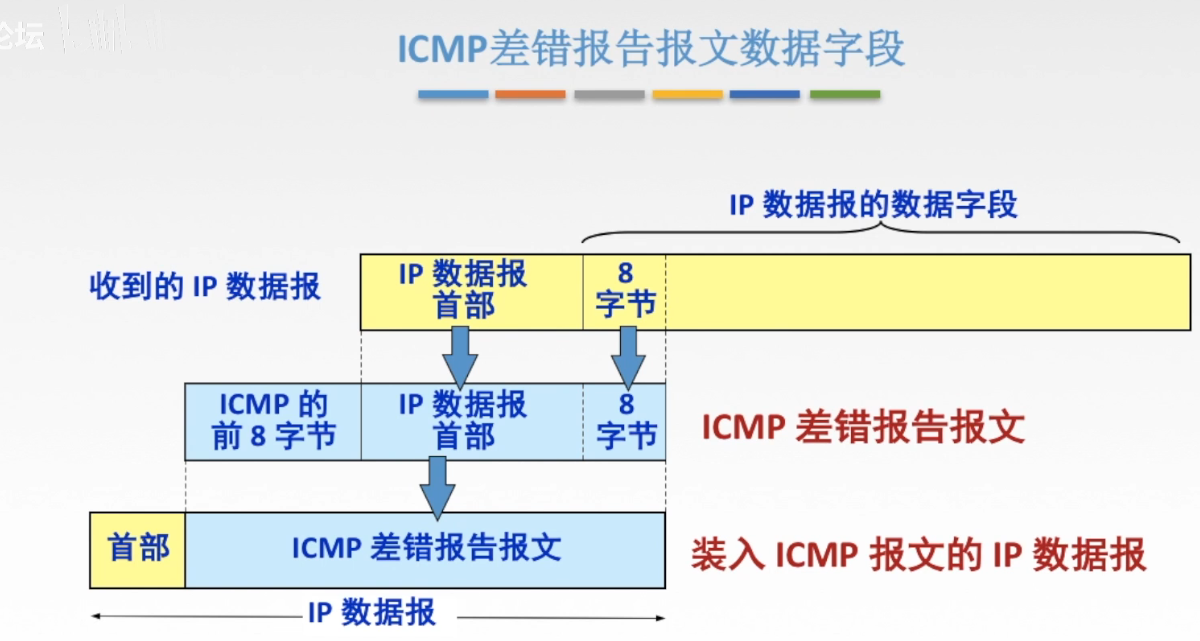 论坛
ICMP差错报告报文数据字段
IP 数据报的数据字段
收到的 IP 数据报
IP 数据报
首部
8
字节
ICMP 的
前 8 字节
IP 数据报
首部
8
字节
ICMP 差错报告报文
首部
ICMP 差错报告报文
装入 ICMP 报文的 IP 数据报
IP 数据报